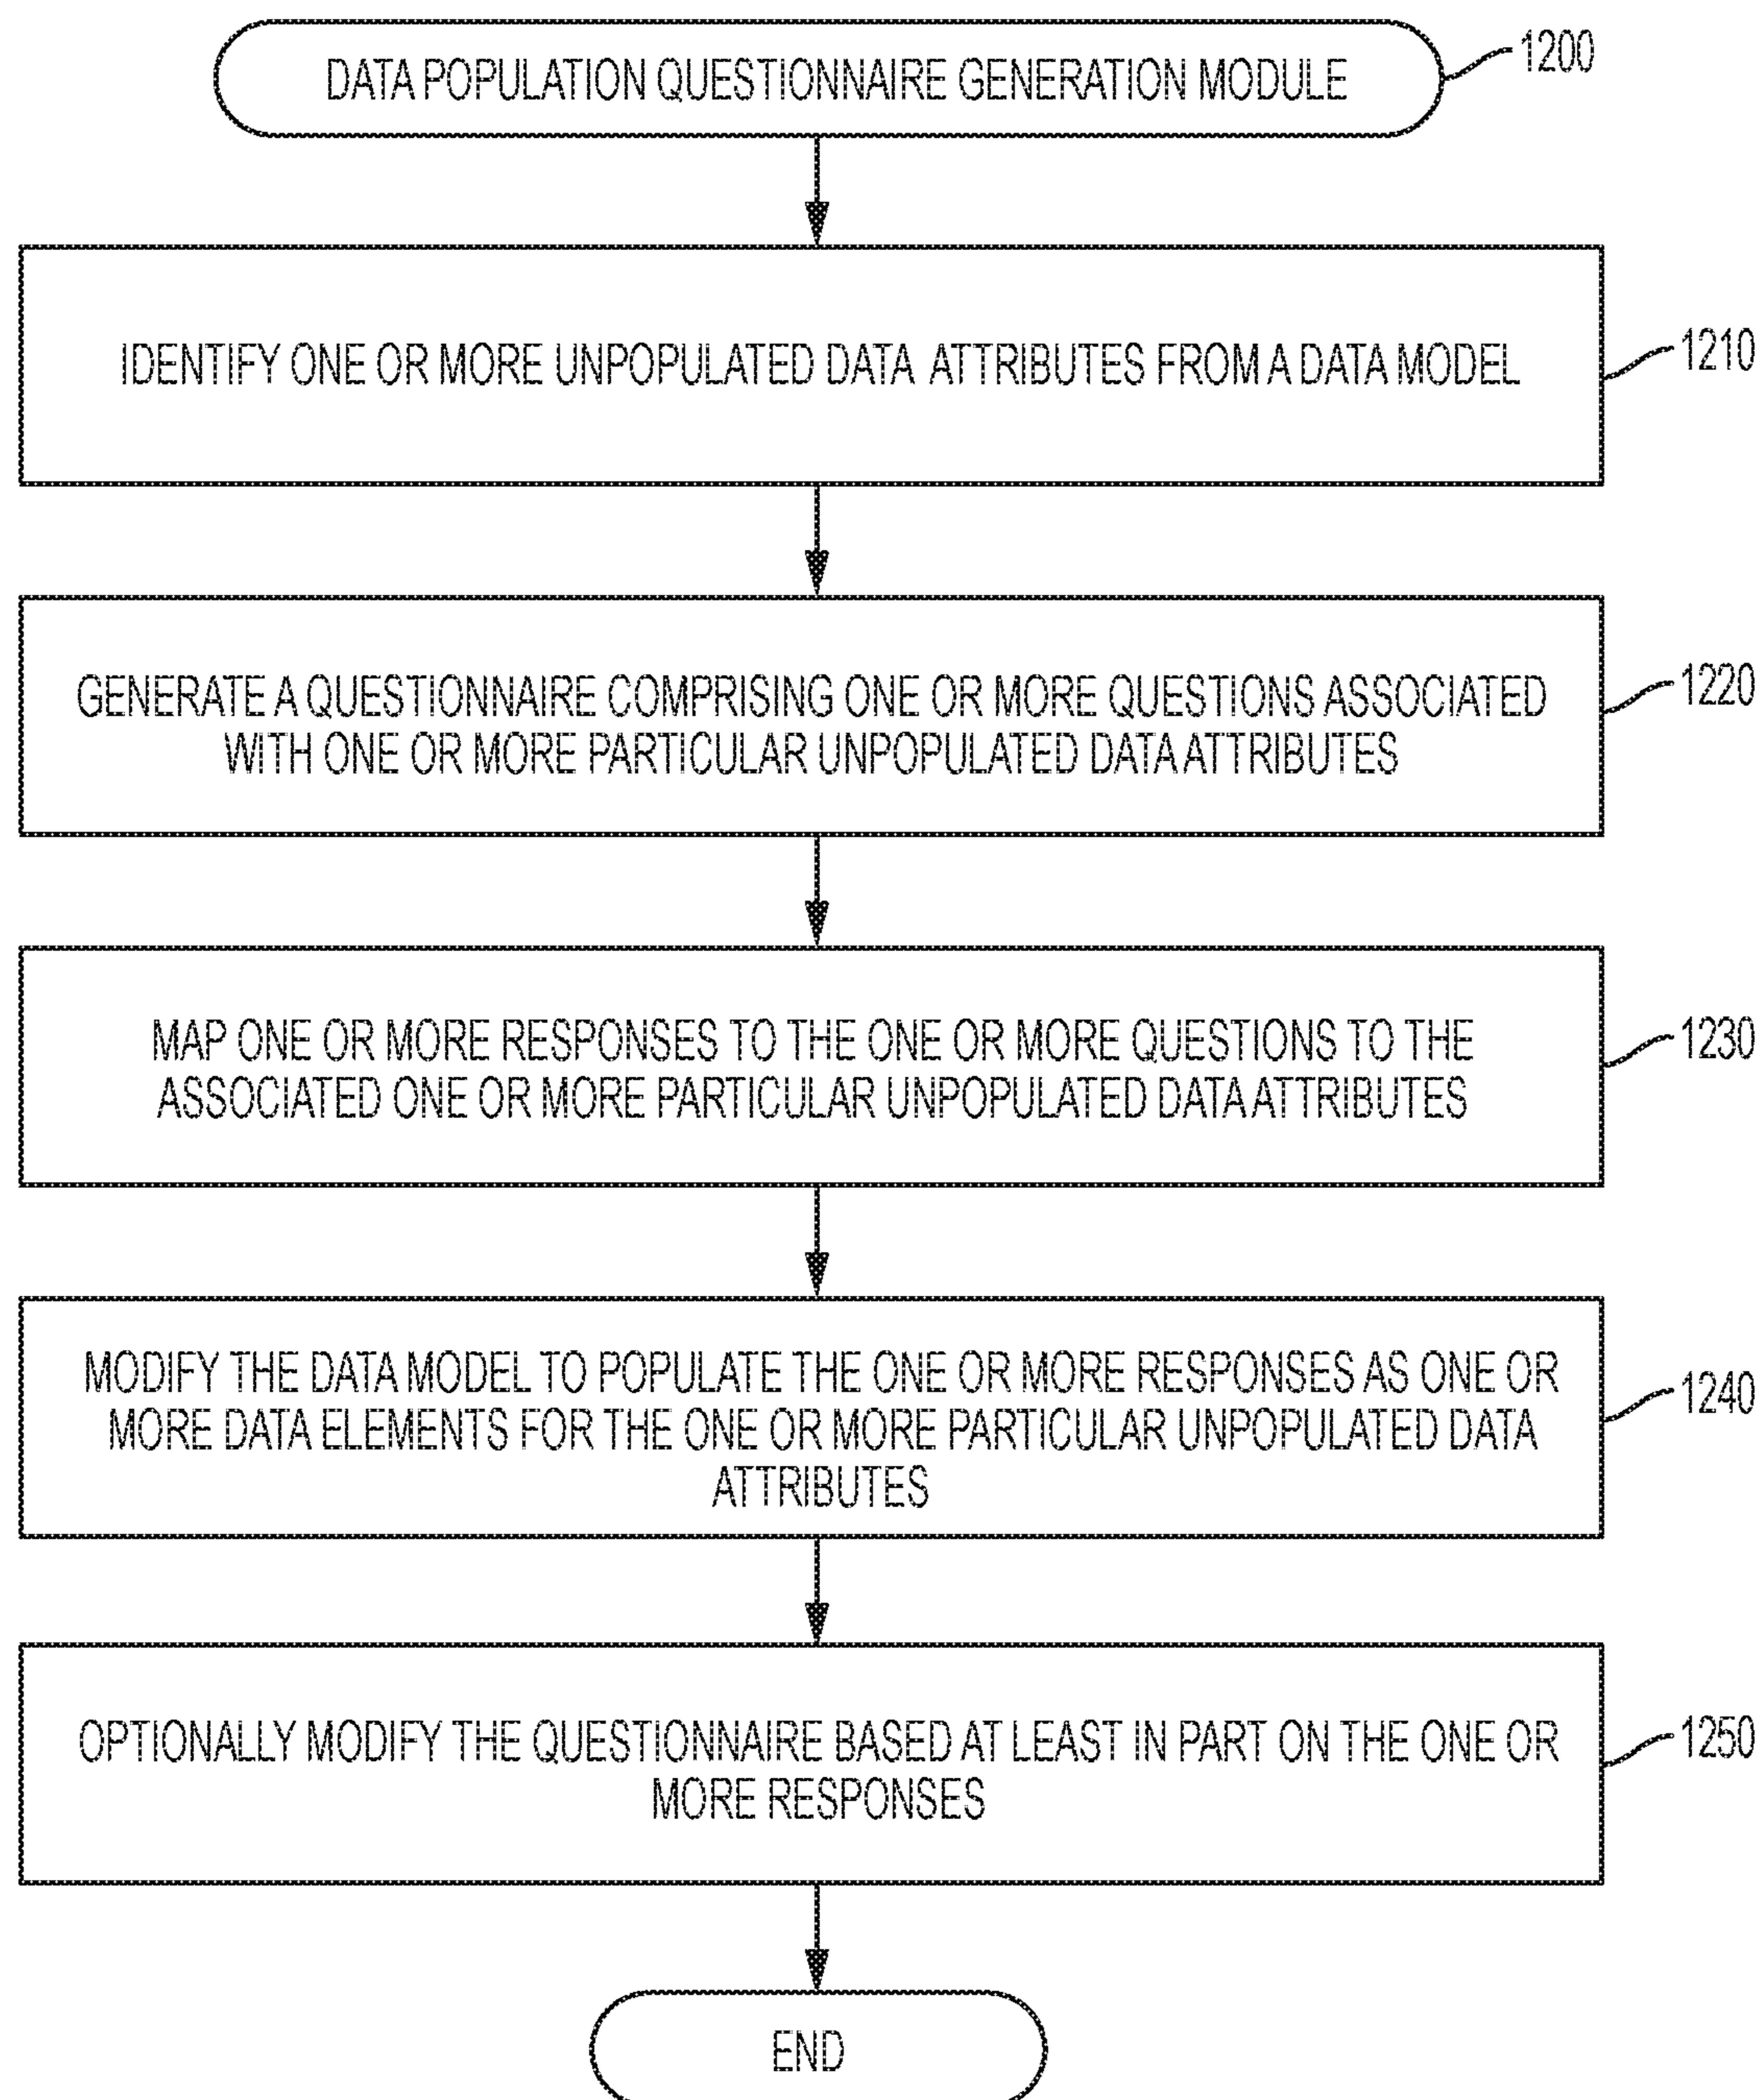 DATA POPULATION QUESTIONNAIRE GENERATION MODULE
1200
IDENTIFY ONE OR MORE UNPOPULATED DATA ATTRIBUTES FROM A DATA MODEL
1210
GENERATE A QUESTIONNAIRE COMPRISING ONE OR MORE QUESTIONS ASSOCIATED
WITH ONE OR MORE PARTICULAR UNPOPULATED DATA ATTRIBUTES
1220
MAP ONE OR MORE RESPONSES TO THE ONE OR MORE QUESTIONS TO THE
ASSOCIATED ONE OR MORE PARTICULAR UNPOPULATED DATA ATTRIBUTES
1230
MODIFY THE DATA MODEL TO POPULATE THE ONE OR MORE RESPONSES AS ONE OR
MORE DATA ELEMENTS FOR THE ONE OR MORE PARTICULAR UNPOPULATED DATA
ATTRIBUTES
1240
OPTIONALLY MODIFY THE QUESTIONNAIRE BASED AT LEAST IN PART ON THE ONE OR
MORE RESPONSES
1250
END